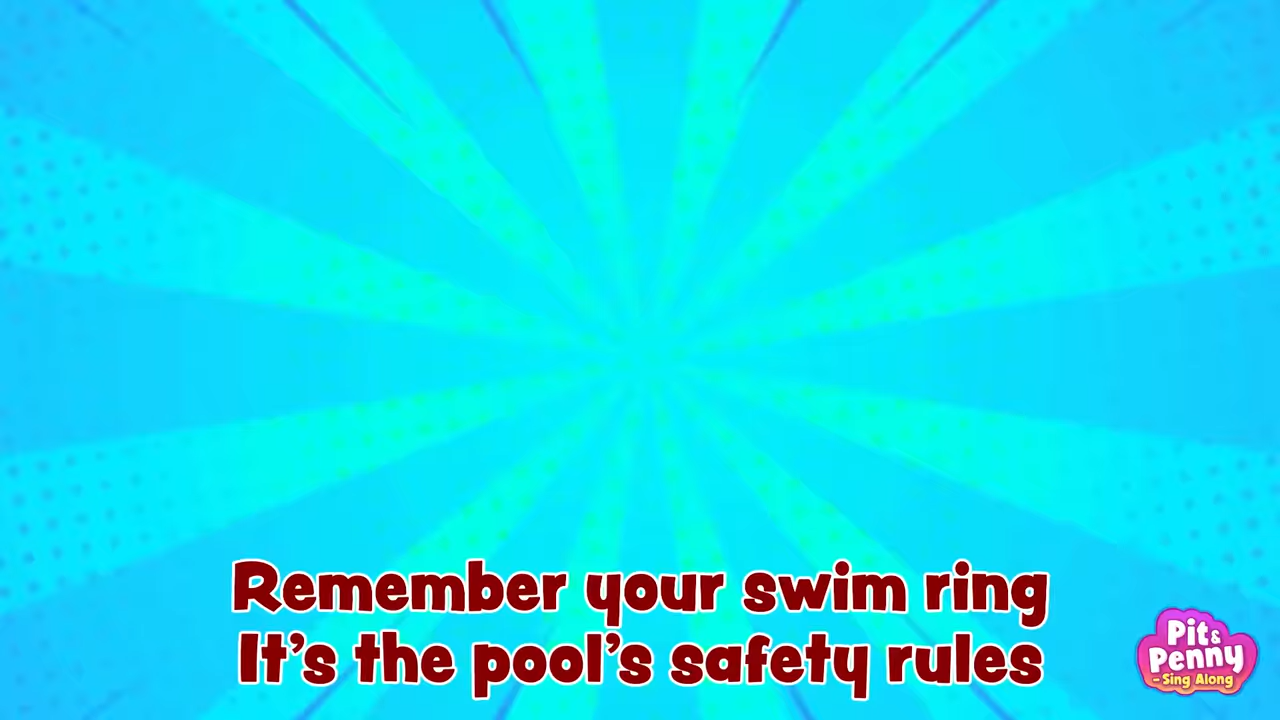 Remember your swim ring
It's the pool's safety rules
Pit &
Penny
- Sing Along